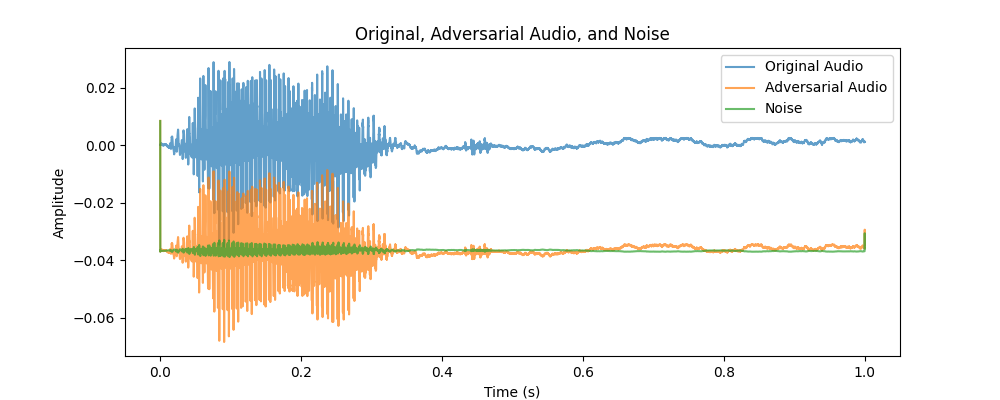 Original, Adversarial Audio, and Noise
Original Audio
Adversarial Audio
Noise
0.02
0.00
−0.02
−0.04
−0.06
Amplitude
0.0
0.2
0.4
0.6
0.8
1.0
Time (s)